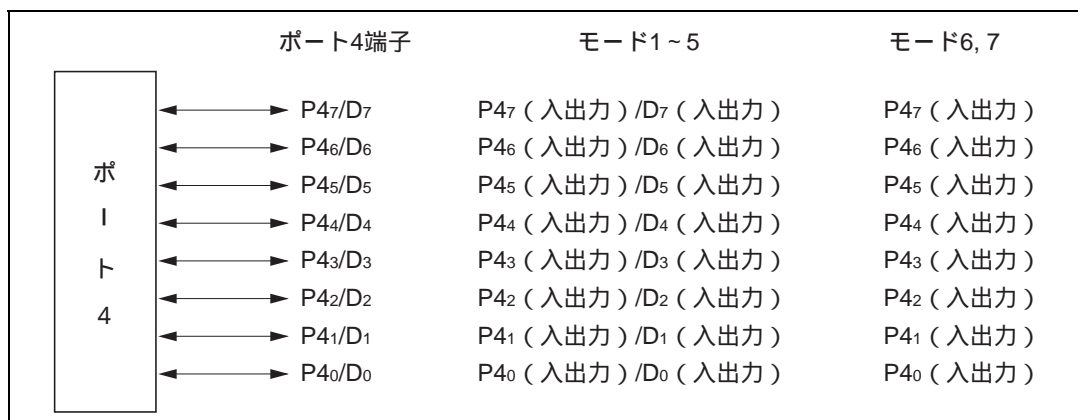 ポート4端子 モード1~5 モード6, 7
P47/D7 P47(入出力)/D7(入出力) P47(入出力)
P46/D6 P46(入出力)/D6(入出力) P46(入出力)
P45/D5 P45(入出力)/D5(入出力) P45(入出力)
P44/D4 P44(入出力)/D4(入出力) P44(入出力)
P43/D3 P43(入出力)/D3(入出力) P43(入出力)
P42/D2 P42(入出力)/D2(入出力) P42(入出力)
P41/D1 P41(入出力)/D1(入出力) P41(入出力)
P40/D0 P40(入出力)/D0(入出力) P40(入出力)
ポート4